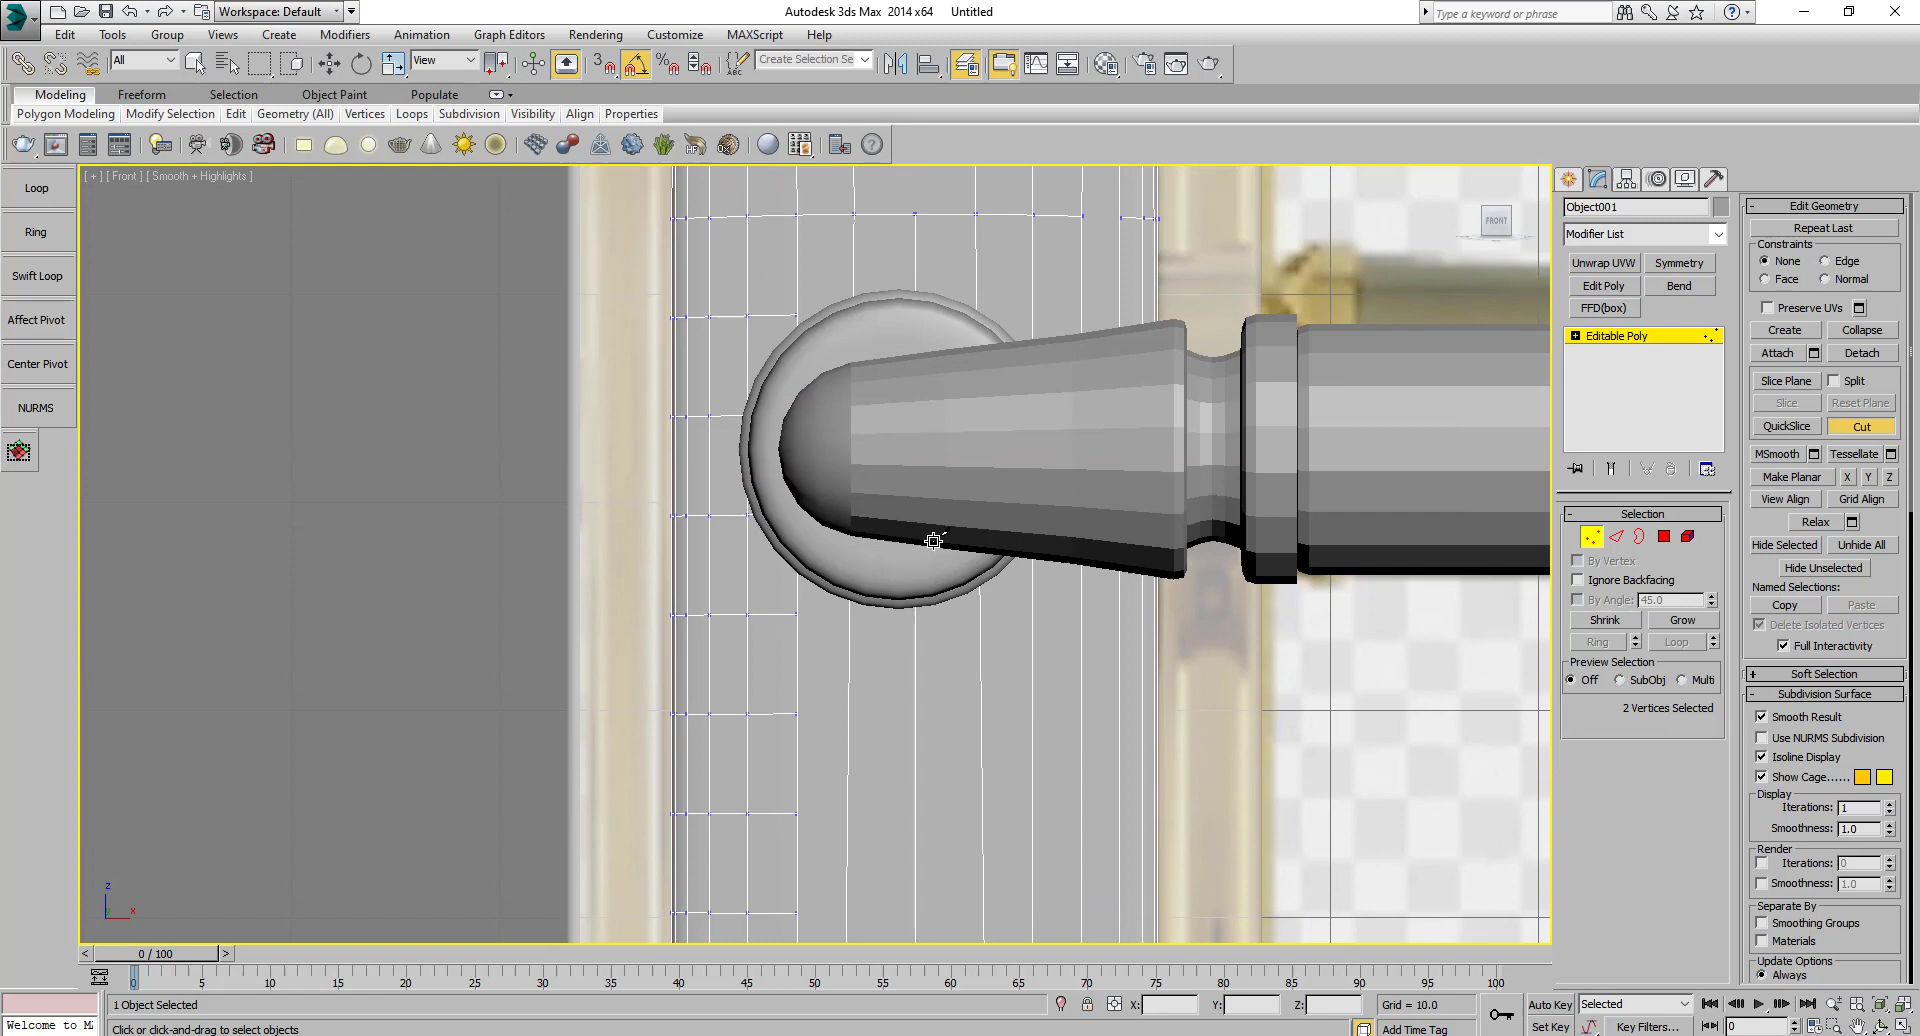 Workspace: Default
Autodesk 3ds Max 2014 x64 Untitled
Type a keyword or phrase
Edit Tools Group Views Create Modifiers Animation Graph Editors Rendering Customize MAXScript Help
All View Create Selection Se
Modeling Freeform Selection Object Paint Populate
Polygon Modeling Modify Selection Edit Geometry (All) Vertices Loops Subdivision Visibility Align Properties
Loop
Ring
Swift Loop
Affect Pivot
Center Pivot
NURMS
[ + ] [ Front ] [ Smooth + Highlights ]
FRONT
z
x
Object001
Modifier List
Unwrap UVW Symmetry
Edit Poly Bend
FFD(box)
Editable Poly
Selection
By Vertex
Ignore Backfacing
By Angle: 45.0
Shrink Grow
Ring Loop
Preview Selection
Off SubObj Multi
2 Vertices Selected
Edit Geometry
Repeat Last
Constraints
None Edge
Face Normal
Preserve UVs
Create Collapse
Attach Detach
Slice Plane Split
Slice Reset Plane
QuickSlice Cut
MSmooth Tessellate
Make Planar X Y Z
View Align Grid Align
Relax
Hide Selected Unhide All
Hide Unselected
Named Selections:
Copy Paste
Delete Isolated Vertices
Full Interactivity
Soft Selection
Subdivision Surface
Smooth Result
Use NURMS Subdivision
Isoline Display
Show Cage......
Display
Iterations: 1
Smoothness: 1.0
Render
Iterations: 0
Smoothness: 1.0
Separate By
Smoothing Groups
Materials
Update Options
Always
< 0 / 100 >
0 5 10 15 20 25 30 35 40 45 50 55 60 65 70 75 80 85 90 95 100
1 Object Selected X: Y: Z: Grid = 10.0 Auto Key Selected
Welcome to Click or click-and-drag to select objects Add Time Tag Set Key Key Filters... 0